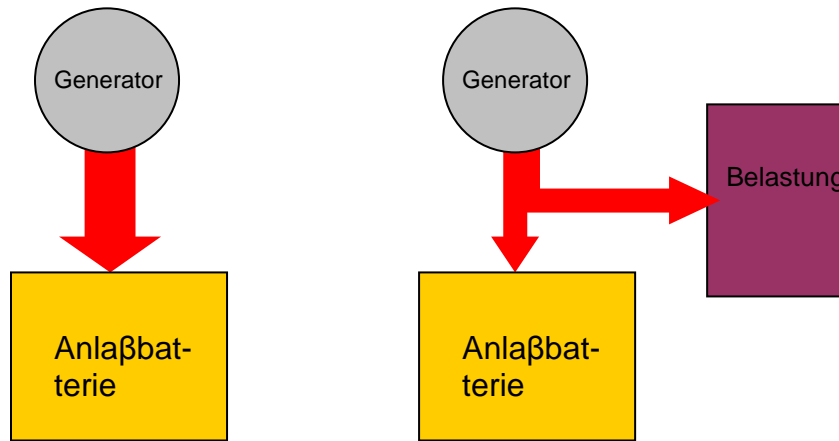 Generator
Generator
Belastung
Anlaβbat-
terie
Anlaβbat-
terie